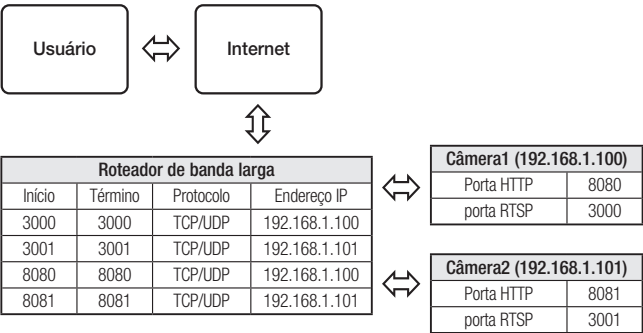 Usuário
Internet
Roteador de banda larga
Início Término Protocolo Endereço IP
3000 3000 TCP/UDP 192.168.1.100
3001 3001 TCP/UDP 192.168.1.101
8080 8080 TCP/UDP 192.168.1.100
8081 8081 TCP/UDP 192.168.1.101
Câmera1 (192.168.1.100)
Porta HTTP 8080
porta RTSP 3000
Câmera2 (192.168.1.101)
Porta HTTP 8081
porta RTSP 3001